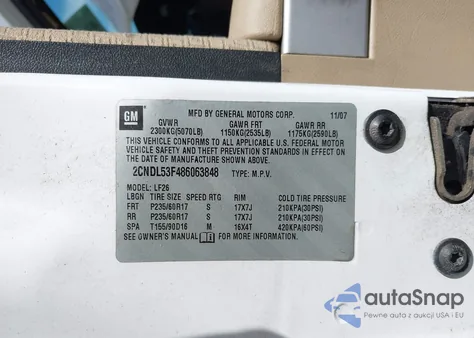 GM
MFD BY GENERAL MOTORS CORP. 11/07
GVWR GAWR FRT GAWR RR
2300KG(5070LB) 1150KG(2535LB) 1175KG(2590LB)
THIS VEHICLE CONFORMS TO ALL APPLICABLE U.S. FEDERAL MOTOR
VEHICLE SAFETY AND THEFT PREVENTION STANDARDS IN EFFECT ON
THE DATE OF MANUFACTURE SHOWN ABOVE.
2CNDL53F486063848 TYPE: M.P.V.
MODEL: LF26
LBGN TIRE SIZE SPEED RTG RIM COLD TIRE PRESSURE
FRT P235/60R17 S 17X7J 210KPA(30PSI)
RR P235/60R17 S 17X7J 210KPA(30PSI)
SPA T155/90D16 M 16X4T 420KPA(60PSI)
SEE OWNER'S MANUAL i FOR MORE INFORMATION.
autoSnap
Pewne auta z aukcji USA i EU